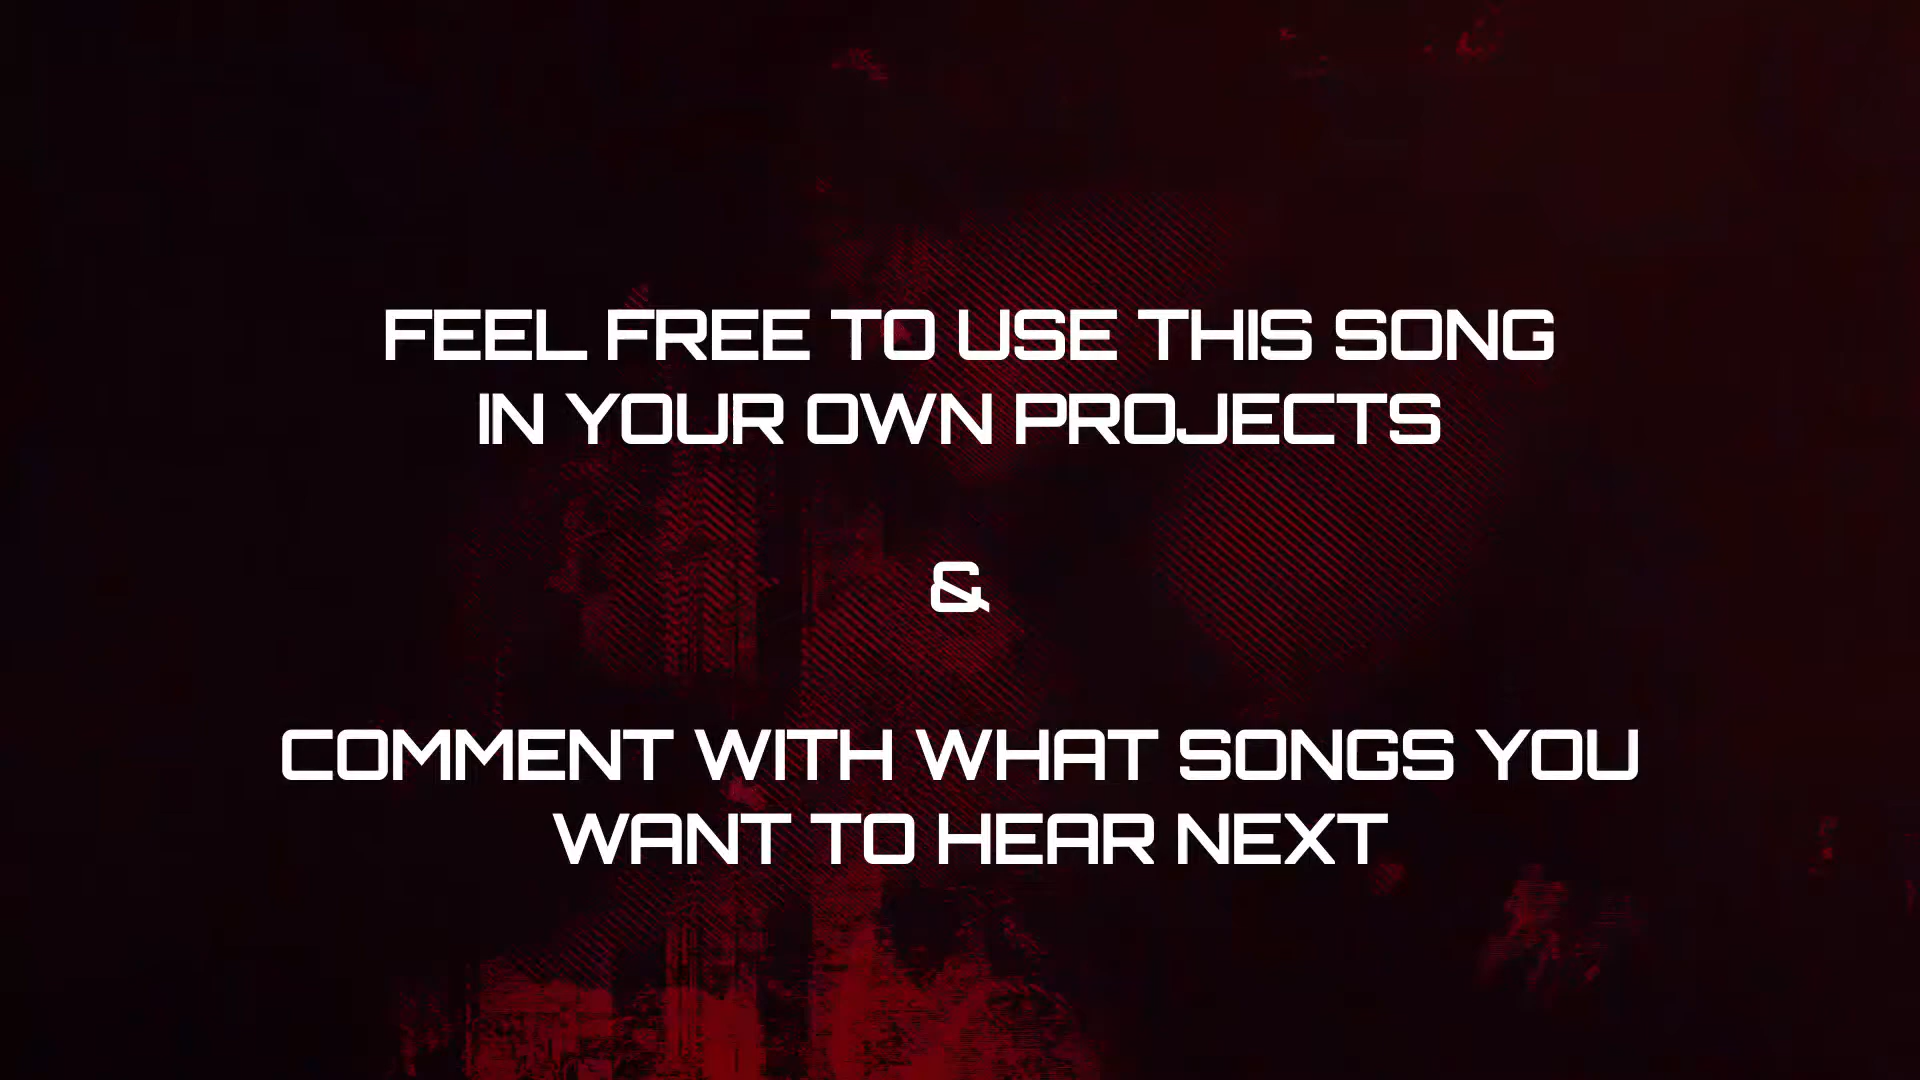 FEEL FREE TO USE THIS SONG
IN YOUR OWN PROJECTS
&
COMMENT WITH WHAT SONGS YOU
WANT TO HEAR NEXT